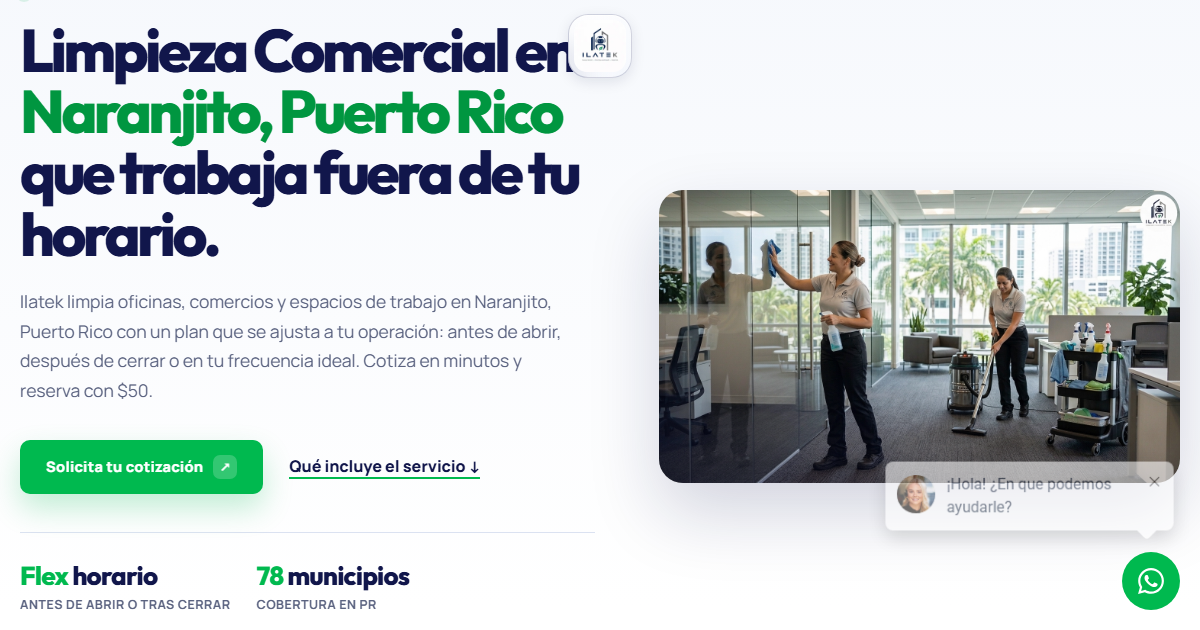 Limpieza Comercial en
ILATEK
Naranjito, Puerto Rico
que trabaja fuera de tu
horario.
Ilatek limpia oficinas, comercios y espacios de trabajo en Naranjito,
Puerto Rico con un plan que se ajusta a tu operación: antes de abrir,
después de cerrar o en tu frecuencia ideal. Cotiza en minutos y
reserva con $50.
Solicita tu cotización ↗
Qué incluye el servicio ↓
Flex horario
ANTES DE ABRIR O TRAS CERRAR
78 municipios
COBERTURA EN PR
ILATEK
¡Hola! ¿En que podemos
ayudarle?